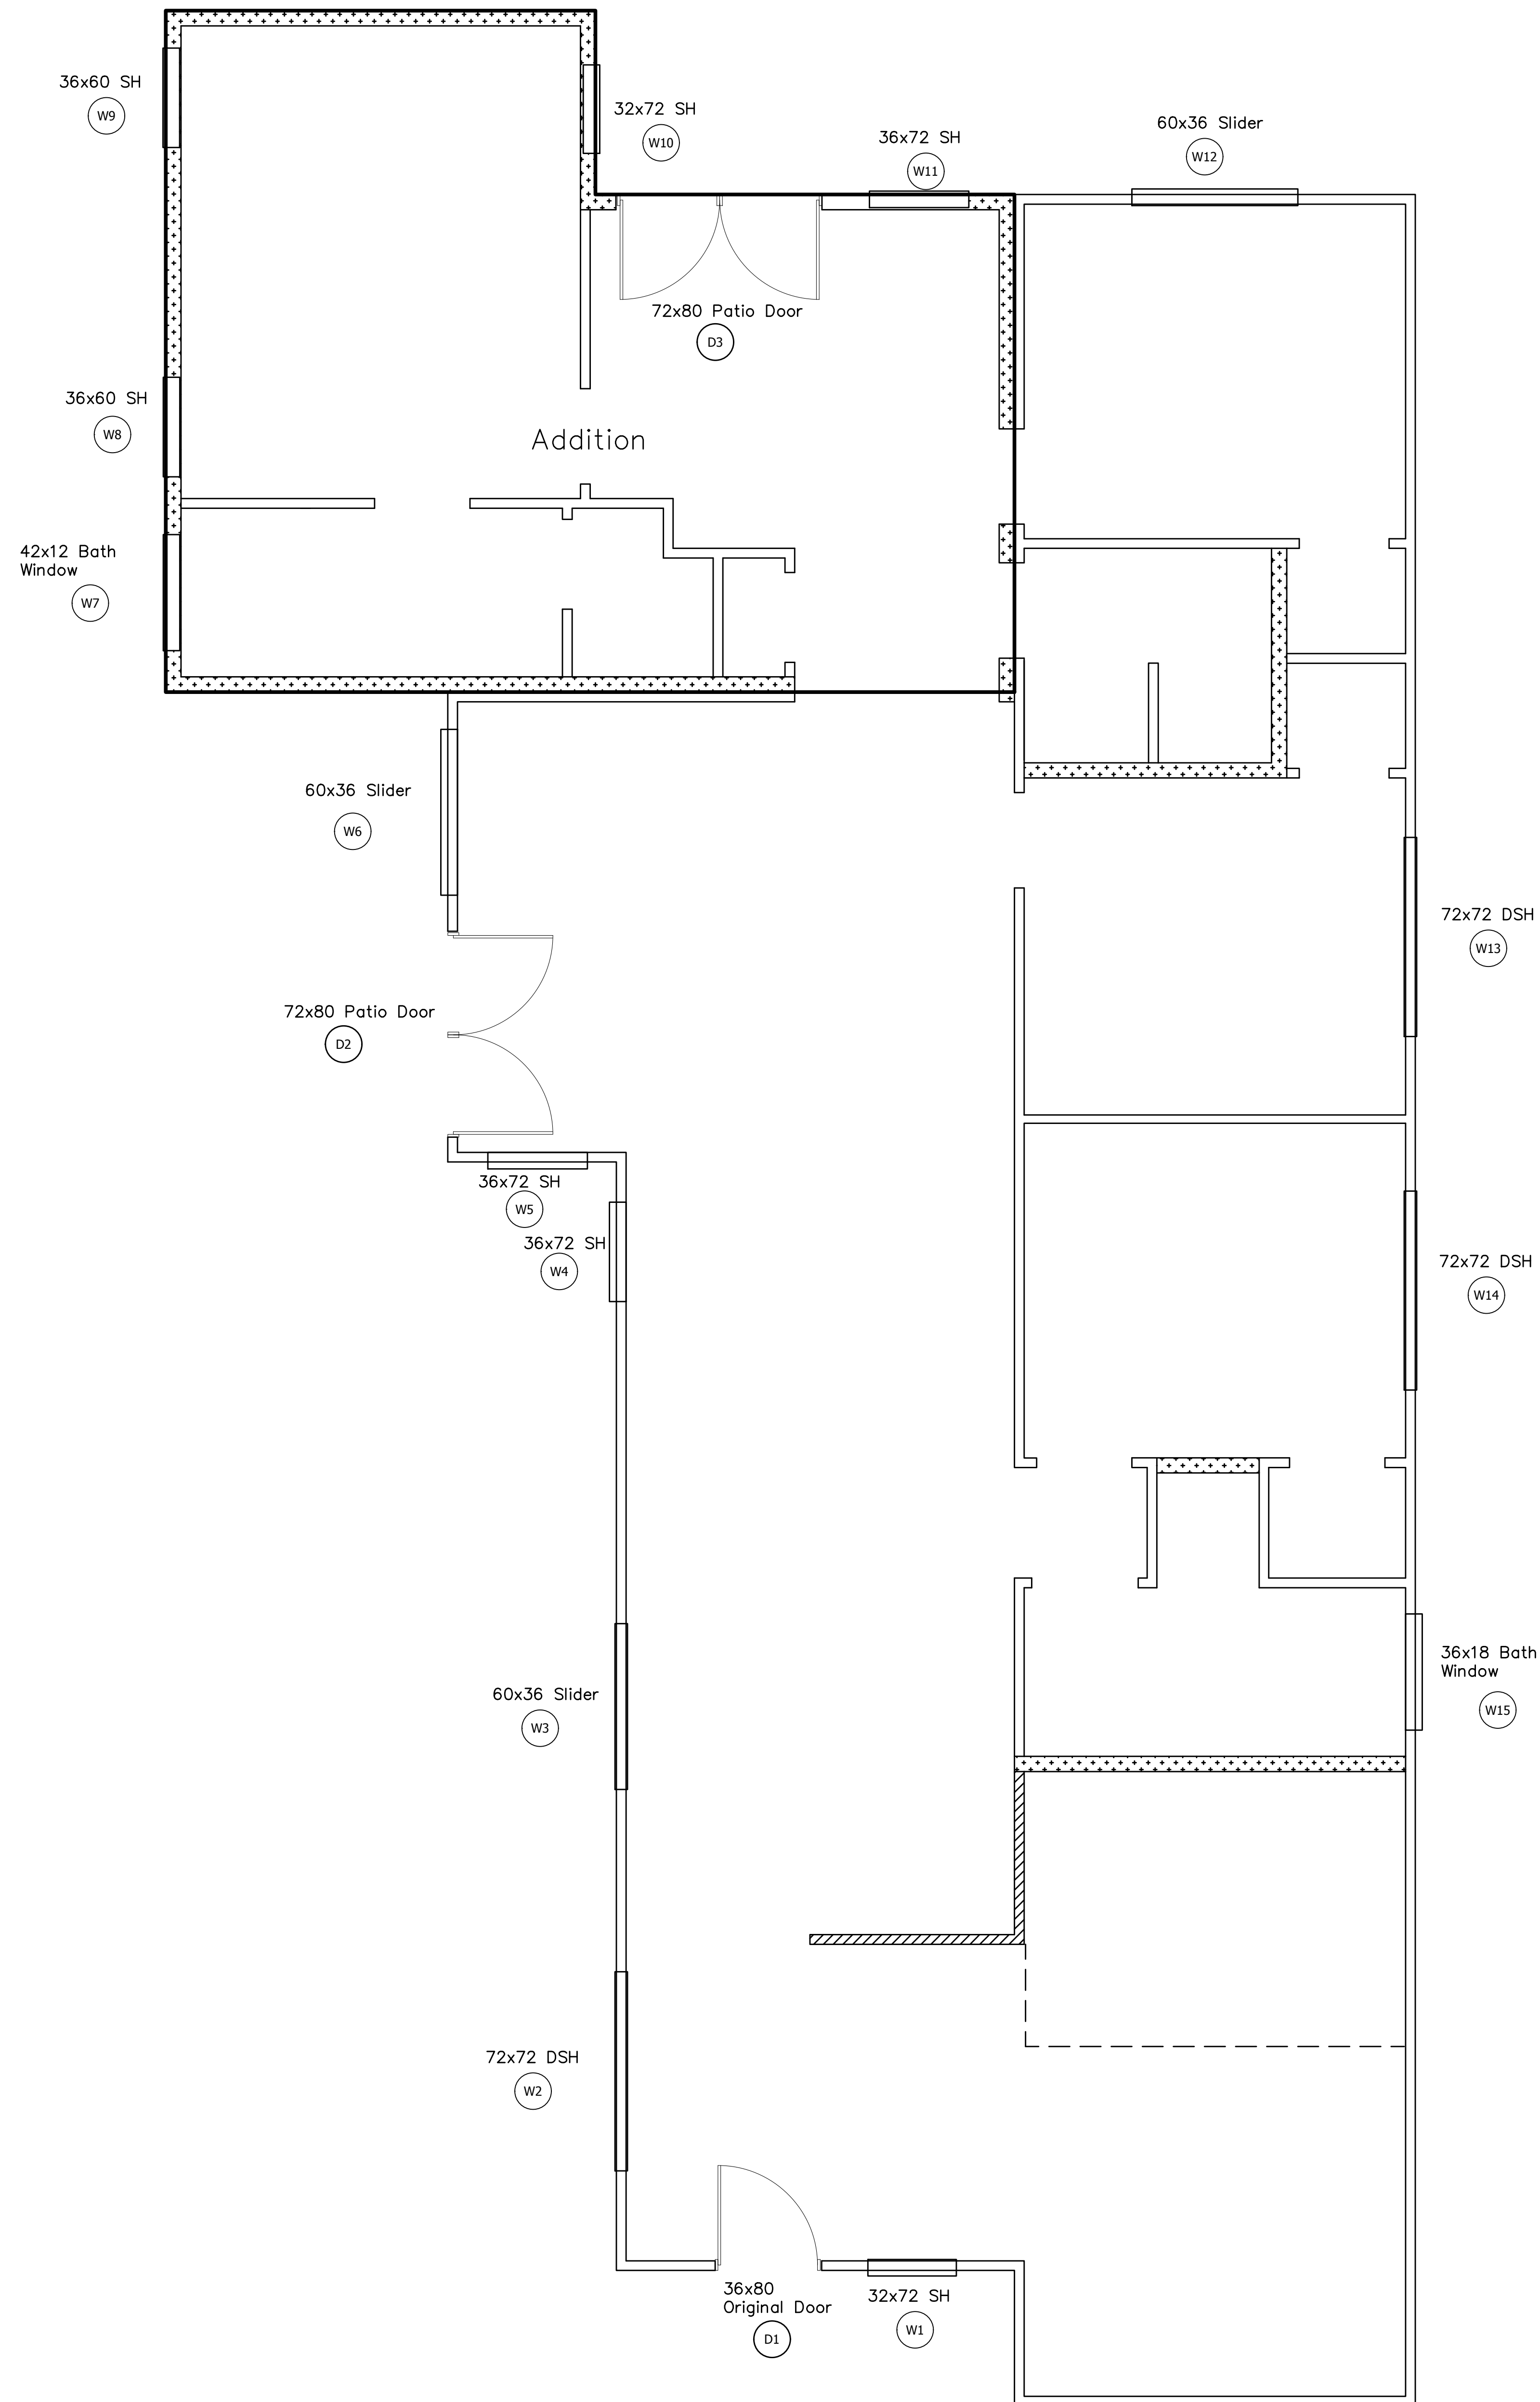 36x60 SH
W9
32x72 SH
W10
36x72 SH
W11
60x36 Slider
W12
72x80 Patio Door
D3
36x60 SH
W8
Addition
42x12 Bath
Window
W7
60x36 Slider
W6
72x72 DSH
W13
72x80 Patio Door
D2
36x72 SH
W5
36x72 SH
W4
72x72 DSH
W14
36x18 Bath
Window
W15
60x36 Slider
W3
72x72 DSH
W2
36x80
Original Door
D1
32x72 SH
W1